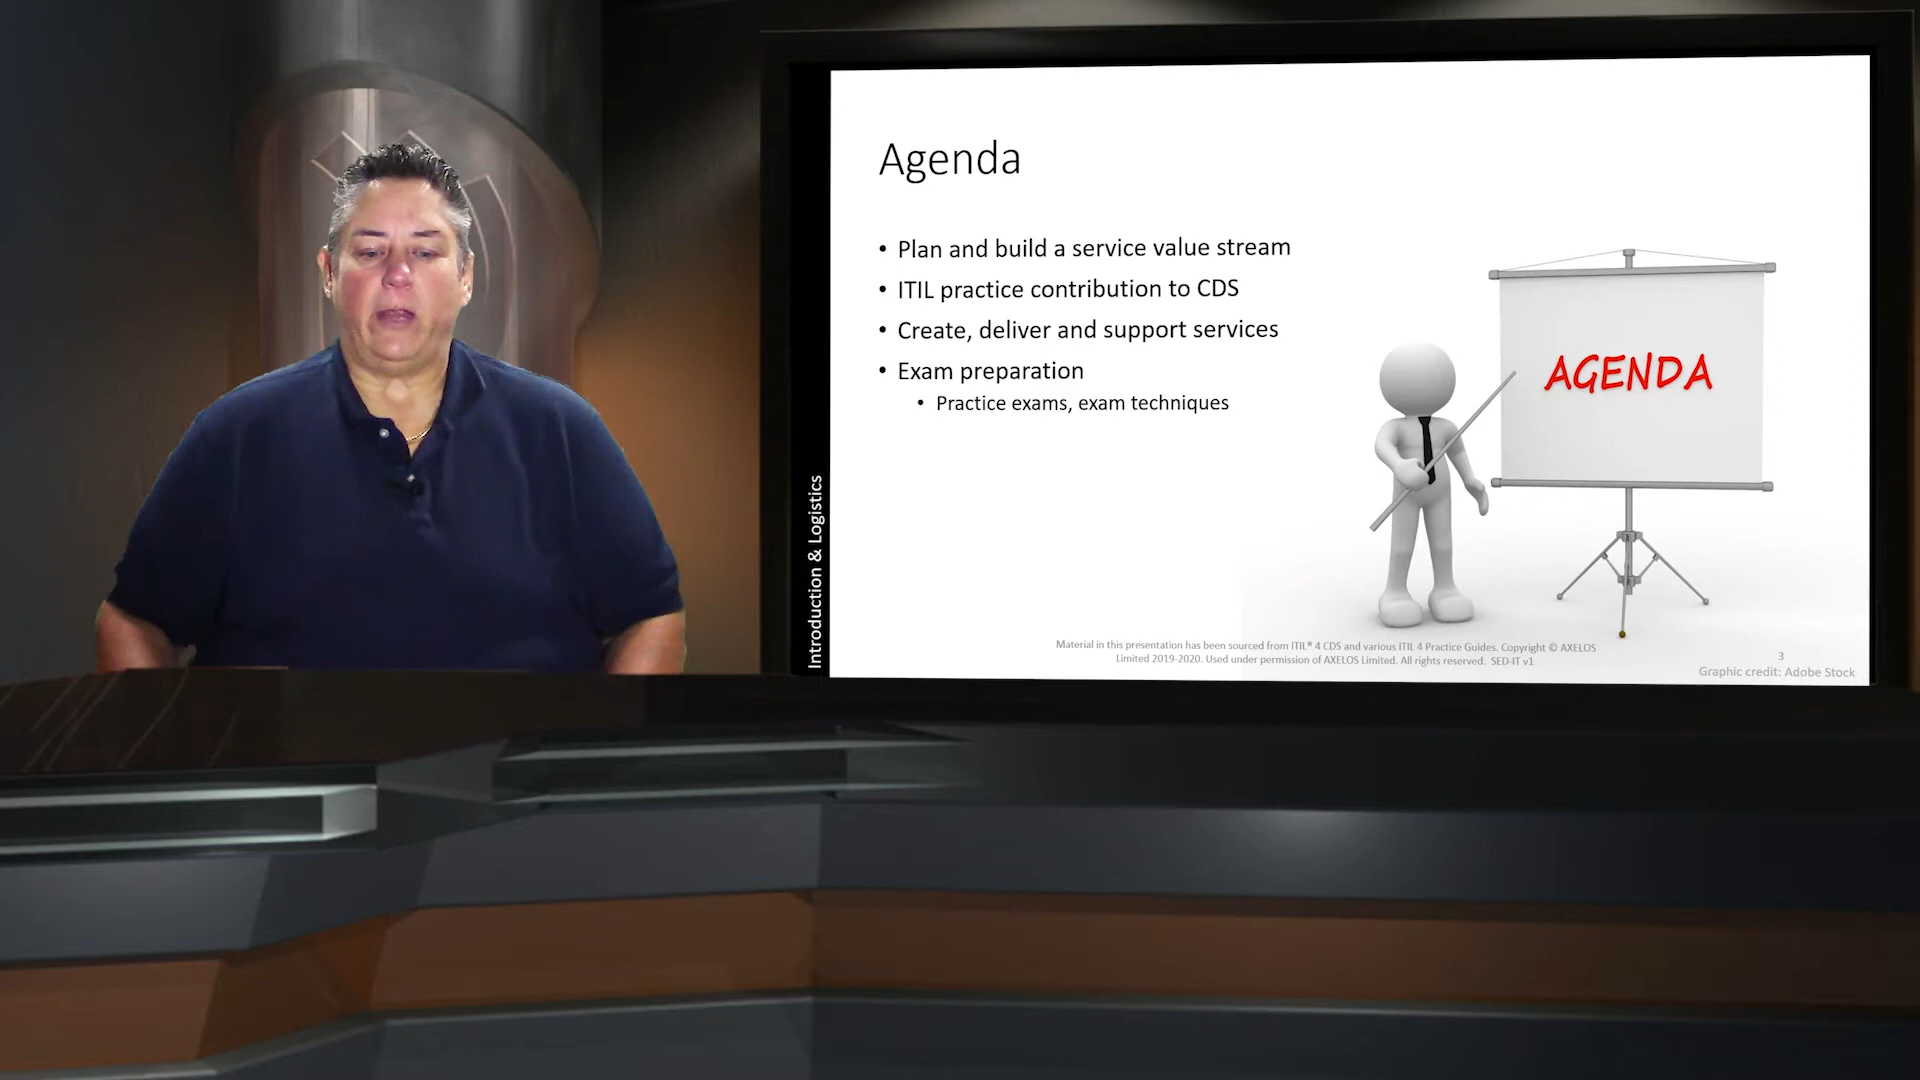 Agenda
• Plan and build a service value stream
• ITIL practice contribution to CDS
• Create, deliver and support services
• Exam preparation
• Practice exams, exam techniques
AGENDA
Introduction & Logistics
Material in this presentation has been sourced from ITIL® 4 CDS and various ITIL 4 Practice Guides. Copyright © AXELOS
Limited 2019-2020. Used under permission of AXELOS Limited. All rights reserved. SED-IT v1
3
Graphic credit: Adobe Stock